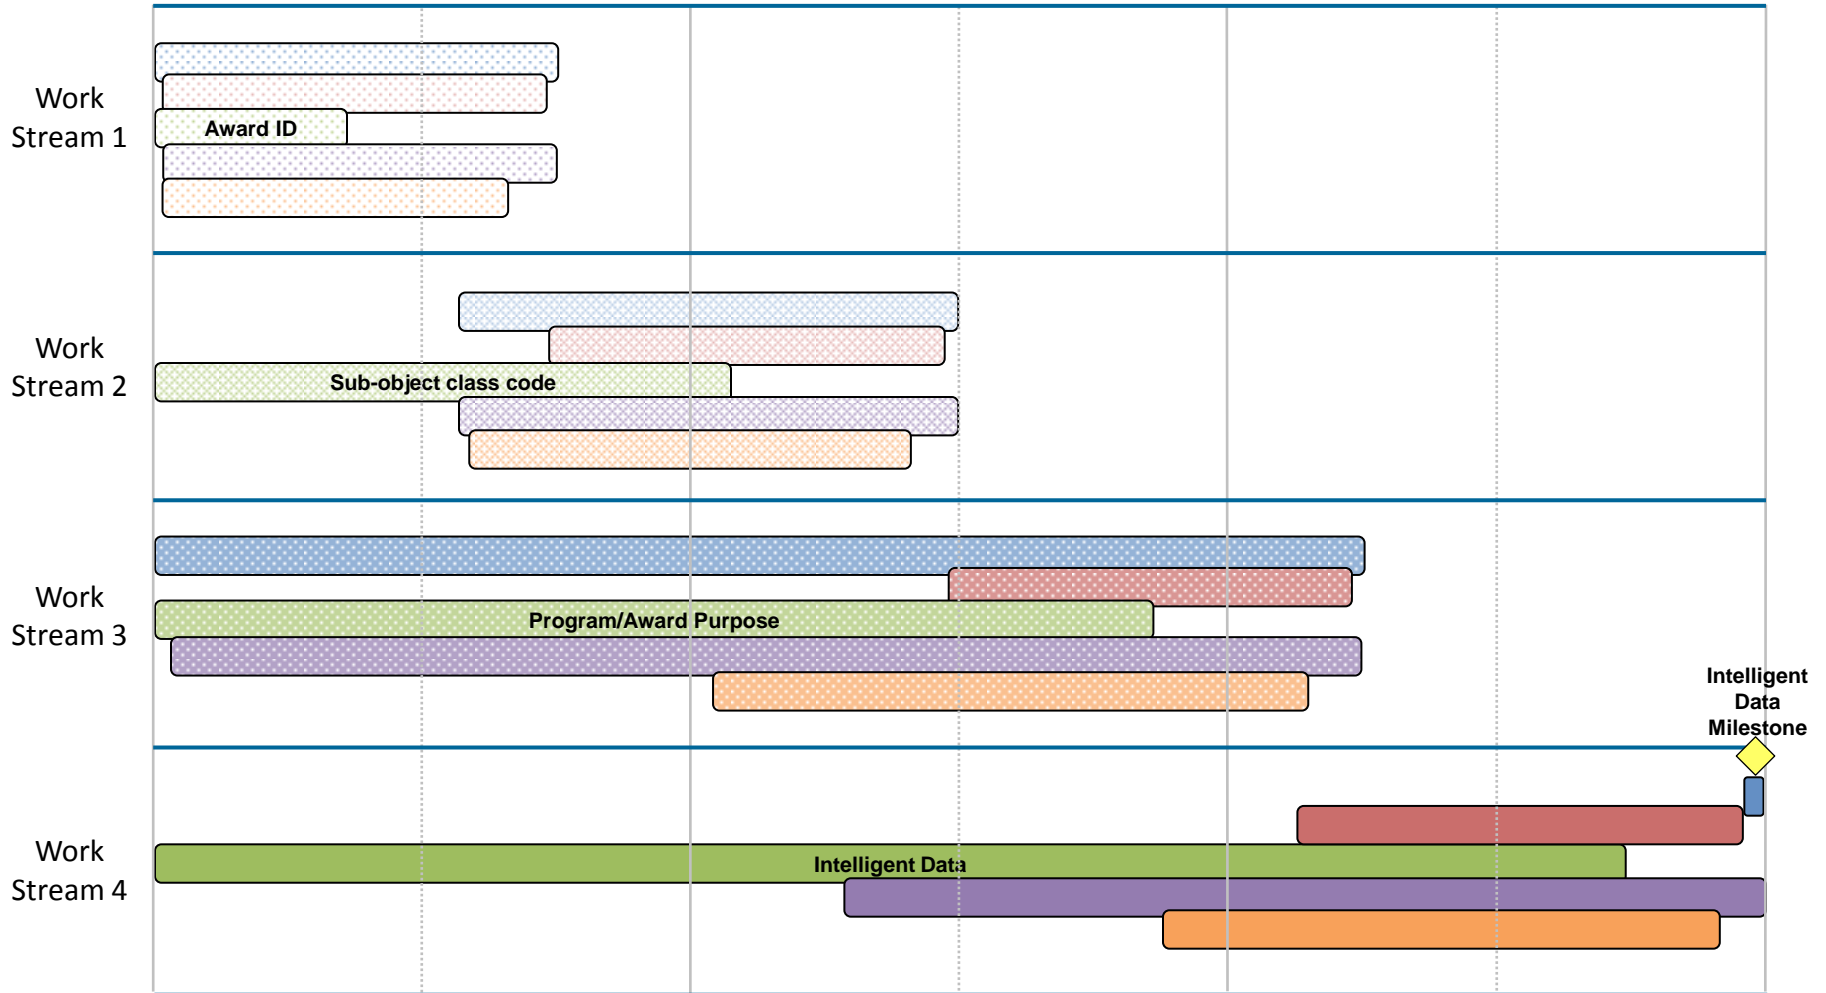 Work
Stream 1
Award ID
Work
Stream 2
Sub-object class code
Work
Stream 3
Program/Award Purpose
Intelligent
Data
Milestone
Work
Stream 4
Intelligent Data